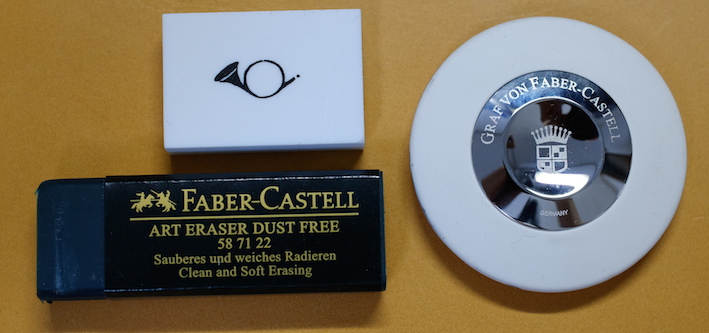 GRAF VON FABER-CASTELL
GERMANY
FABER-CASTELL
ART ERASER DUST FREE
58 71 22
Sauberes und weiches Radieren
Clean and Soft Erasing